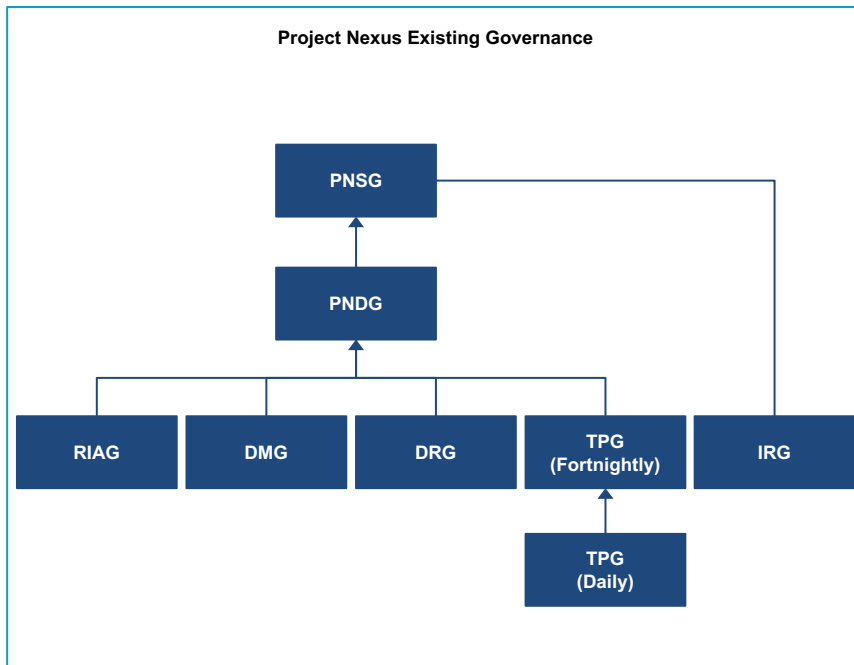 Project Nexus Existing Governance
PNSG
PNDG
RIAG
DMG
DRG
TPG
(Fortnightly)
IRG
TPG
(Daily)